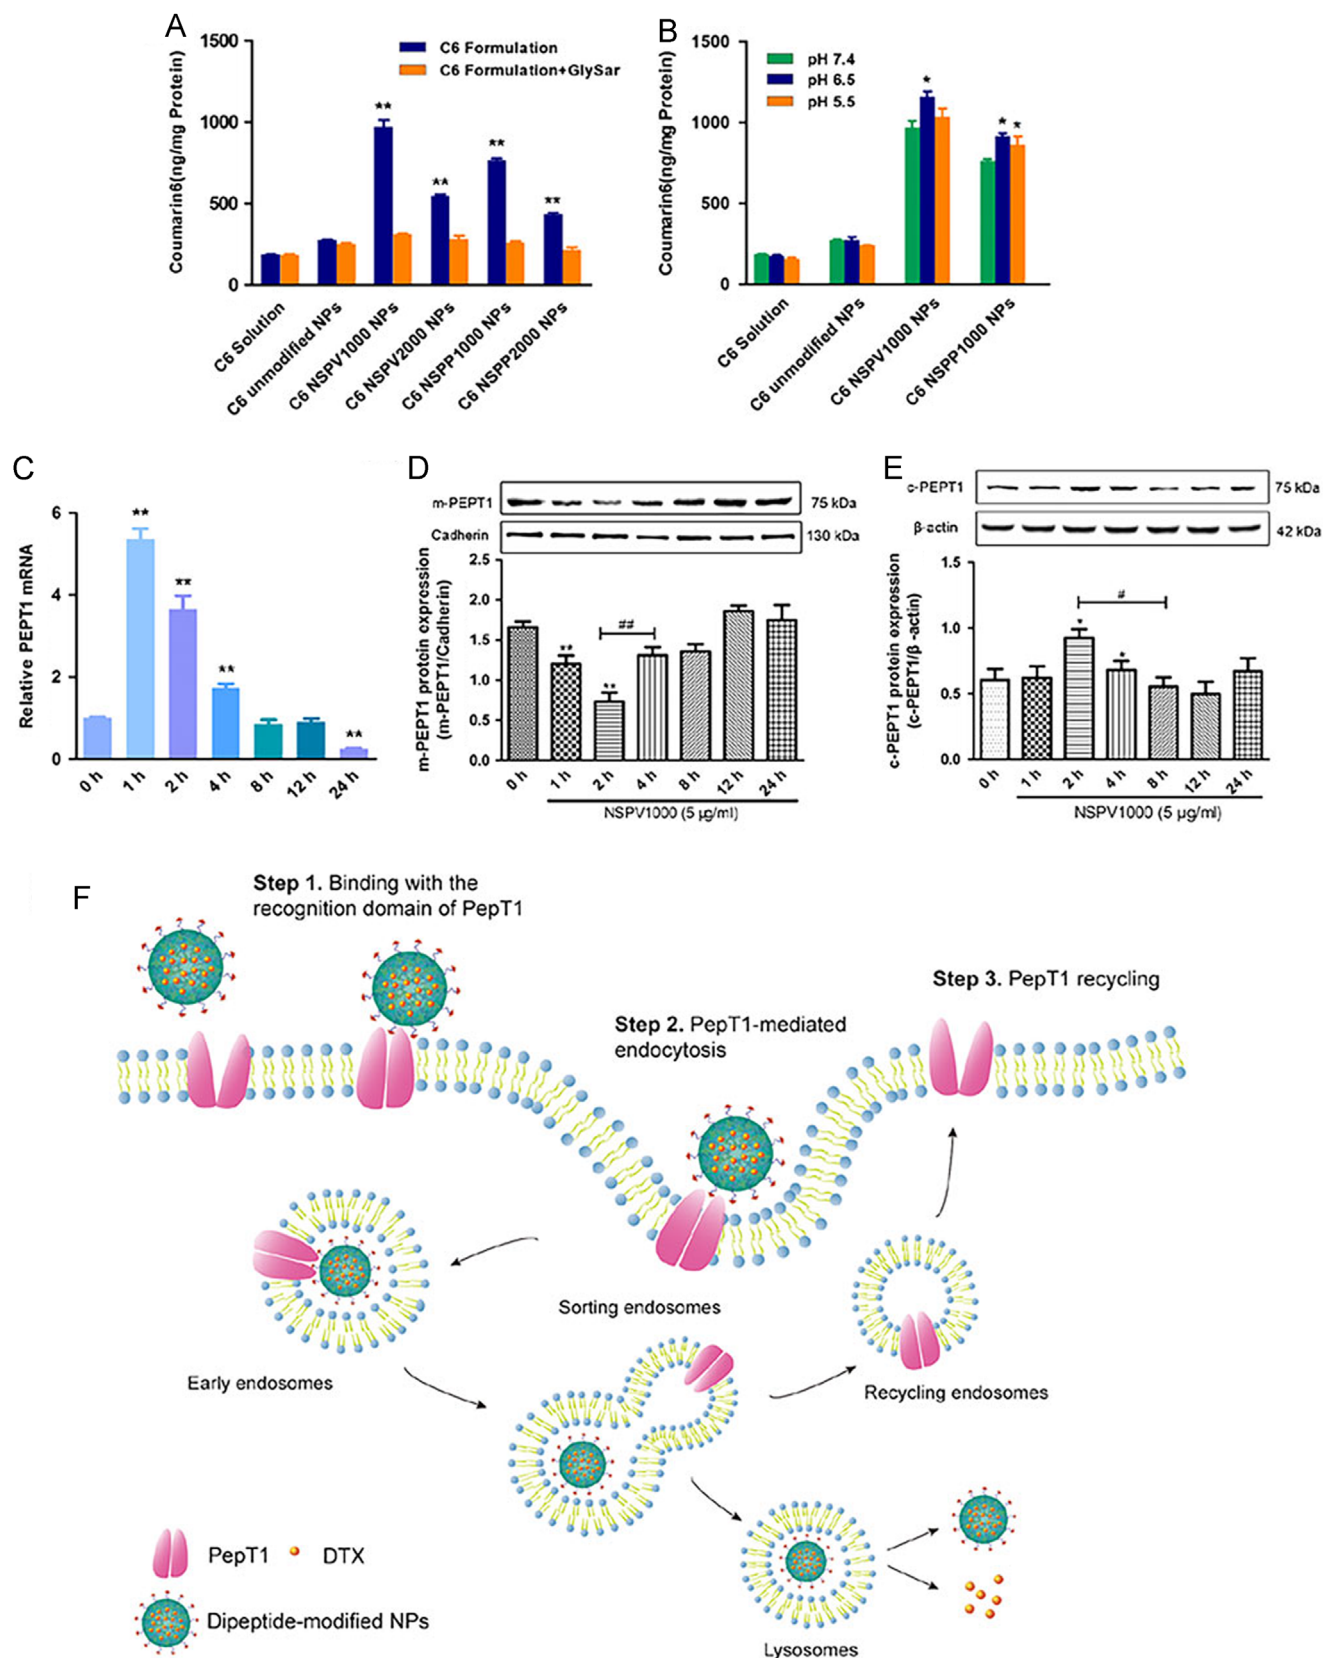 A
Coumarin6(ng/mg Protein)
1500
1000
500
0
C6 Formulation
C6 Formulation+GlySar
**
**
**
**
C6 Solution
C6 unmodified NPs
C6 NSPV1000 NPs
C6 NSPV2000 NPs
C6 NSPP1000 NPs
C6 NSPP2000 NPs
B
Coumarin6(ng/mg Protein)
1500
1000
500
0
pH 7.4
pH 6.5
pH 5.5
*
*
*
C6 Solution
C6 unmodified NPs
C6 NSPV1000 NPs
C6 NSPP1000 NPs
C
Relative PEPT1 mRNA
6
4
2
0
**
**
**
**
0 h
1 h
2 h
4 h
8 h
12 h
24 h
D
m-PEPT1
75 kDa
Cadherin
130 kDa
m-PEPT1 protein expression
(m-PEPT1/Cadherin)
2.5
2.0
1.5
1.0
0.5
0.0
**
**
##
0 h
1 h
2 h
4 h
8 h
12 h
24 h
NSPV1000 (5 μg/ml)
E
c-PEPT1
75 kDa
β-actin
42 kDa
c-PEPT1 protein expression
(c-PEPT1/β -actin)
1.5
1.0
0.5
0.0
*
#
*
0 h
1 h
2 h
4 h
8 h
12 h
24 h
NSPV1000 (5 μg/ml)
F
Step 1. Binding with the
recognition domain of PepT1
Step 2. PepT1-mediated
endocytosis
Step 3. PepT1 recycling
Early endosomes
Sorting endosomes
Recycling endosomes
Lysosomes
PepT1
DTX
Dipeptide-modified NPs